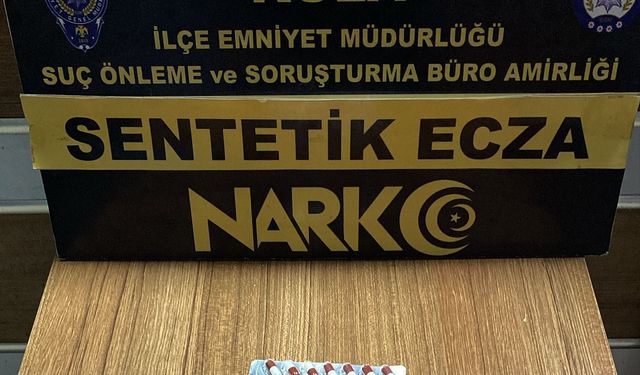 İLÇE EMNİYET MÜDÜRLÜĞÜ
SUÇ ÖNLEME ve SORUŞTURMA BÜRO AMİRLİĞİ
SENTETİK ECZA
NARKO